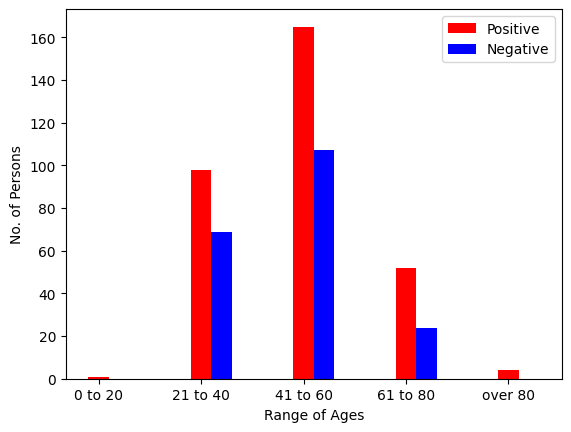 Positive
Negative
160
140
120
100
80
60
40
20
0
No. of Persons
0 to 20
21 to 40
41 to 60
61 to 80
over 80
Range of Ages